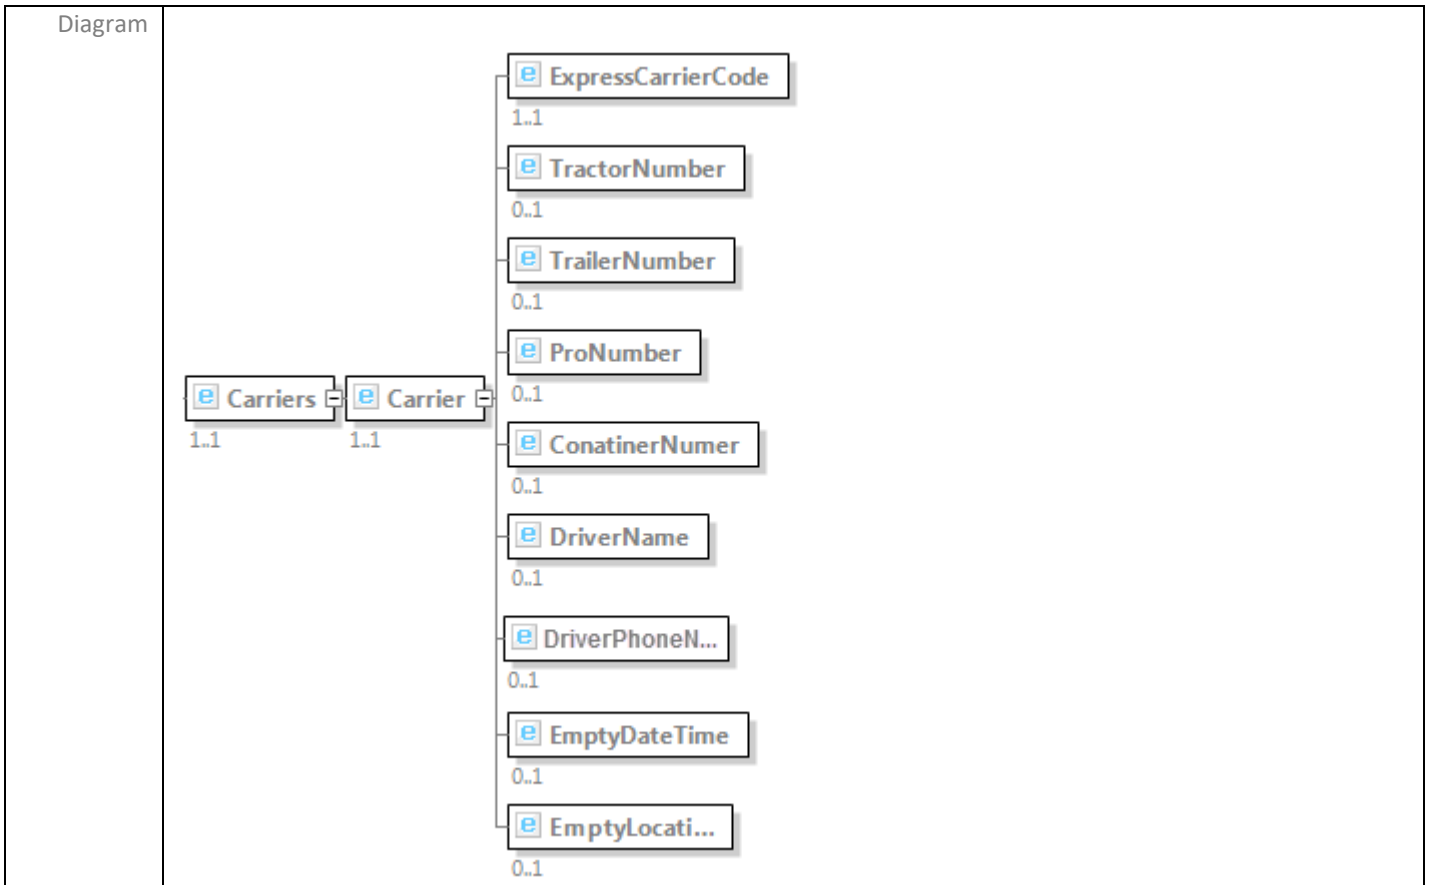 Diagram
e ExpressCarrierCode
1..1
e TractorNumber
0..1
e TrailerNumber
0..1
e ProNumber
0..1
e Carriers
1..1
e Carrier
1..1
e ConatinerNumer
0..1
e DriverName
0..1
e DriverPhoneN...
0..1
e EmptyDateTime
0..1
e EmptyLocati...
0..1